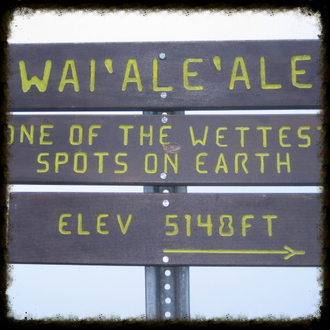 WAI'ALE'ALE
ONE OF THE WETTEST
SPOTS ON EARTH
ELEV 5148FT